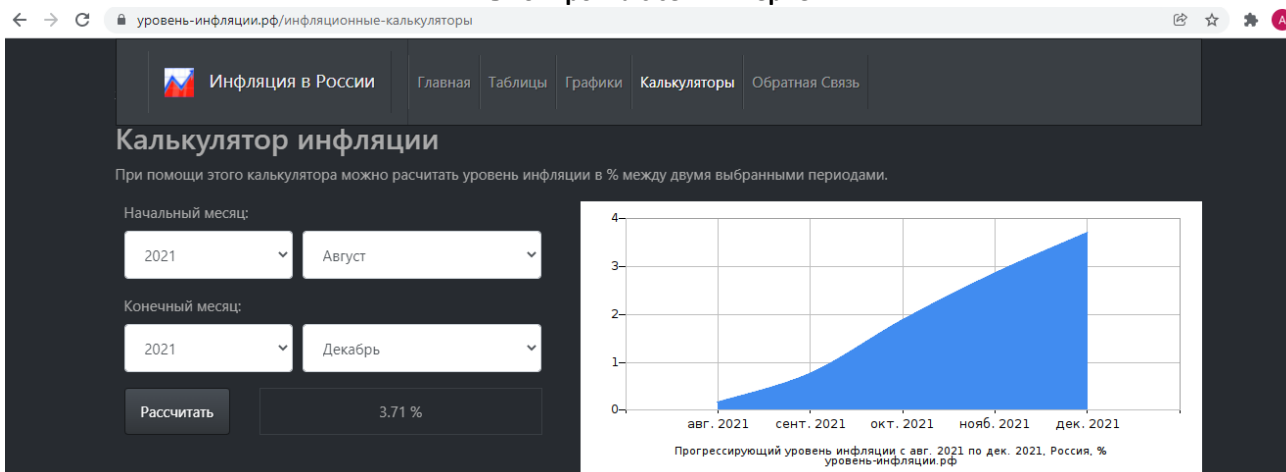 уровень-инфляции.рф/инфляционные-калькуляторы
Инфляция в России
Главная
Таблицы
Графики
Калькуляторы
Обратная Связь
Калькулятор инфляции
При помощи этого калькулятора можно расчитать уровень инфляции в % между двумя выбранными периодами.
Начальный месяц:
2021
Август
Конечный месяц:
2021
Декабрь
Рассчитать
3.71 %
4
3
2
1
0
авг. 2021
сент. 2021
окт. 2021
нояб. 2021
дек. 2021
Прогрессирующий уровень инфляции с авг. 2021 по дек. 2021, Россия, %
уровень-инфляции.рф